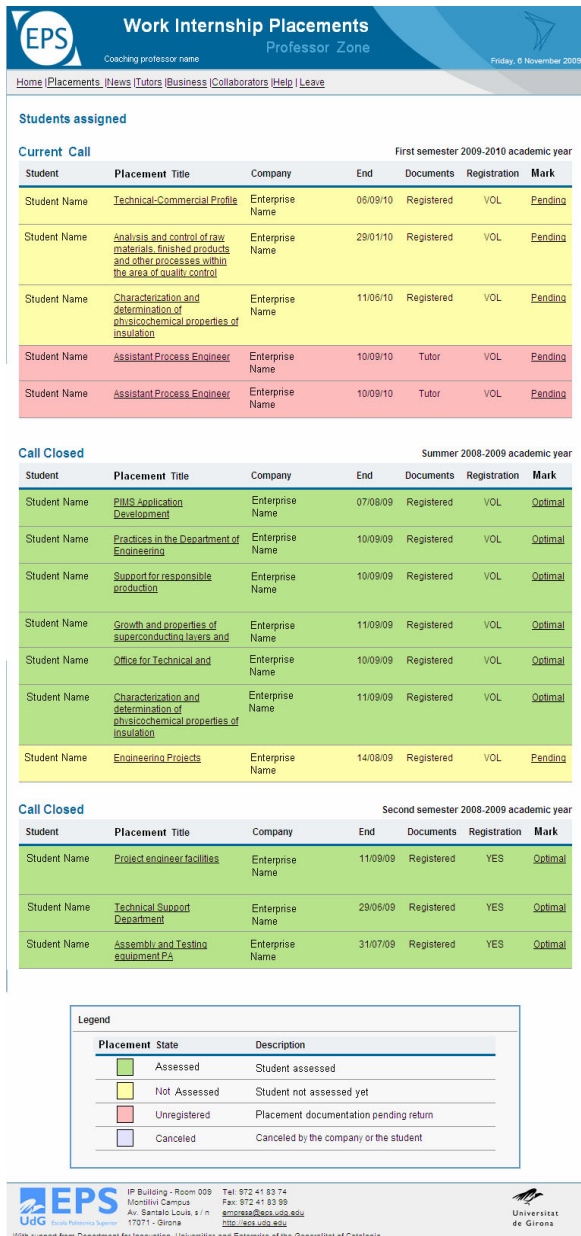 EPS
Work Internship Placements
Professor Zone
Coaching professor name
Friday, 6 November 2009
Home |Placements |News |Tutors |Business |Collaborators |Help | Leave
Students assigned
Current Call First semester 2009-2010 academic year
Student Placement Title Company End Documents Registration Mark
Student Name Technical-Commercial Profile Enterprise 06/09/10 Registered VOL Pending
Name
Student Name Analysis and control of raw Enterprise 29/01/10 Registered VOL Pending
materials, finished products Name
and other processes within
the area of quality control
Student Name Characterization and Enterprise 11/06/10 Registered VOL Pending
determination of Name
physicochemical properties of
insulation
Student Name Assistant Process Engineer Enterprise 10/09/10 Tutor VOL Pending
Name
Student Name Assistant Process Engineer Enterprise 10/09/10 Tutor VOL Pending
Name
Call Closed Summer 2008-2009 academic year
Student Placement Title Company End Documents Registration Mark
Student Name PIMS Application Enterprise 07/08/09 Registered VOL Optimal
Development Name
Student Name Practices in the Department of Enterprise 10/09/09 Registered VOL Optimal
Engineering Name
Student Name Support for responsible Enterprise 10/09/09 Registered VOL Optimal
production Name
Student Name Growth and properties of Enterprise 11/09/09 Registered VOL Optimal
superconducting layers and Name
Student Name Office for Technical and Enterprise 10/09/09 Registered VOL Optimal
Name
Student Name Characterization and Enterprise 11/09/09 Registered VOL Optimal
determination of Name
physicochemical properties of
insulation
Student Name Engineering Projects Enterprise 14/08/09 Registered VOL Pending
Name
Call Closed Second semester 2008-2009 academic year
Student Placement Title Company End Documents Registration Mark
Student Name Project engineer facilities Enterprise 11/09/09 Registered YES Optimal
Name
Student Name Technical Support Enterprise 29/06/09 Registered YES Optimal
Department Name
Student Name Assembly and Testing Enterprise 31/07/09 Registered YES Optimal
equipment PA Name
Legend
Placement State Description
Assessed Student assessed
Not Assessed Student not assessed yet
Unregistered Placement documentation pending return
Canceled Canceled by the company or the student
EPS
UdG Escola Politècnica Superior
IP Building - Room 009 Tel: 972 41 83 74
Montilivi Campus Fax: 972 41 83 99
Av. Santalo Louis, s / n empresa@eps.udg.edu
17071 - Girona http://eps.udg.edu
Universitat
de Girona
With support from Department for Innovation, Universities and Enterprise of the Generalitat of Catalonia